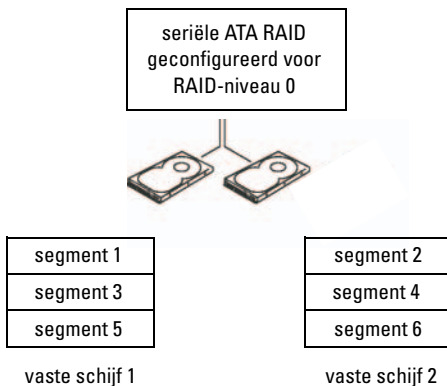 seriële ATA RAID
geconfigureerd voor
RAID-niveau 0
segment 1
segment 2
segment 3
segment 4
segment 5
segment 6
vaste schijf 1
vaste schijf 2